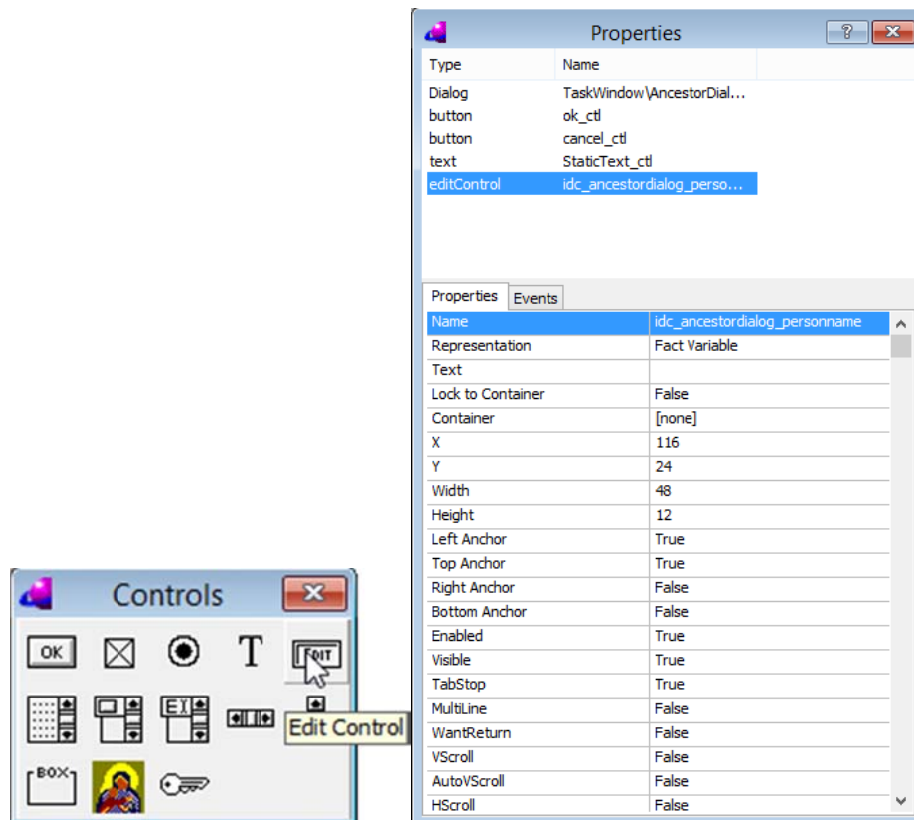 Properties
?
Type Name
Dialog TaskWindow\AncestorDial...
button ok_ctl
button cancel_ctl
text StaticText_ctl
editControl idc_ancestordialog_perso...
Properties Events
Name idc_ancestordialog_personname
Representation Fact Variable
Text
Lock to Container False
Container [none]
X 116
Y 24
Width 48
Height 12
Left Anchor True
Top Anchor True
Right Anchor False
Bottom Anchor False
Enabled True
Visible True
TabStop True
MultiLine False
WantReturn False
VScroll False
AutoVScroll False
HScroll False
Controls
OK T EDIT
Edit Control
BOX